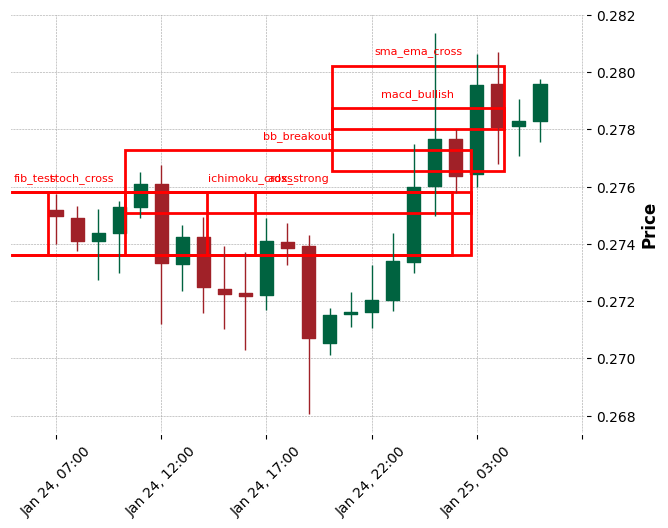 0.282
sma_ema_cross
0.280
macd_bullish
0.278
bb_breakout
fib_test
stoch_cross
adx_strong
0.276
Price
0.274
0.272
0.270
0.268
Jan 24, 07:00
Jan 24, 12:00
Jan 24, 17:00
Jan 24, 22:00
Jan 25, 03:00